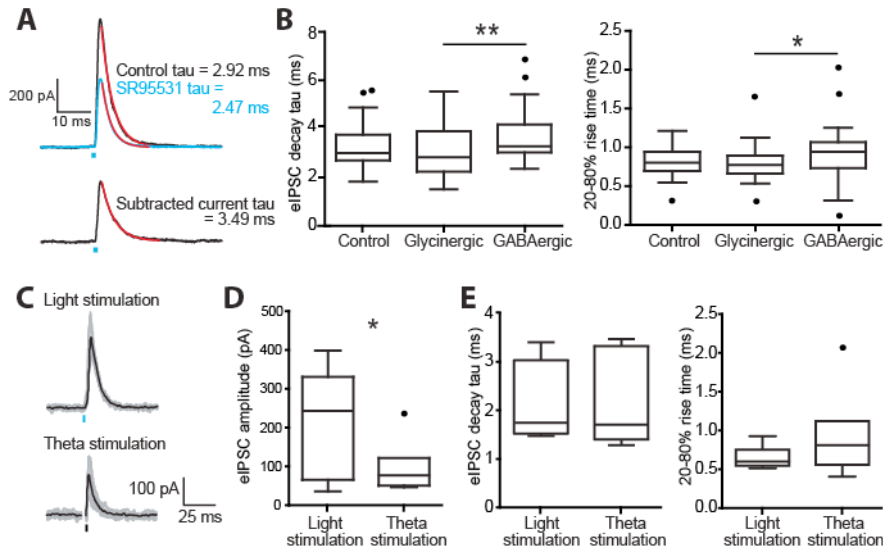 A
Control tau = 2.92 ms
SR95531 tau =
2.47 ms
200 pA
10 ms
Subtracted current tau
= 3.49 ms
B
eIPSC decay tau (ms)
8
6
4
2
0
**
Control
Glycinergic
GABAergic
20-80% rise time (ms)
2.5
2.0
1.5
1.0
0.5
0.0
*
Control
Glycinergic
GABAergic
C
Light stimulation
Theta stimulation
100 pA
25 ms
D
eIPSC amplitude (pA)
500
400
300
200
100
0
*
Light
stimulation
Theta
stimulation
E
eIPSC decay tau (ms)
4
3
2
1
0
Light
stimulation
Theta
stimulation
20-80% rise time (ms)
2.5
2.0
1.5
1.0
0.5
0.0
Light
stimulation
Theta
stimulation